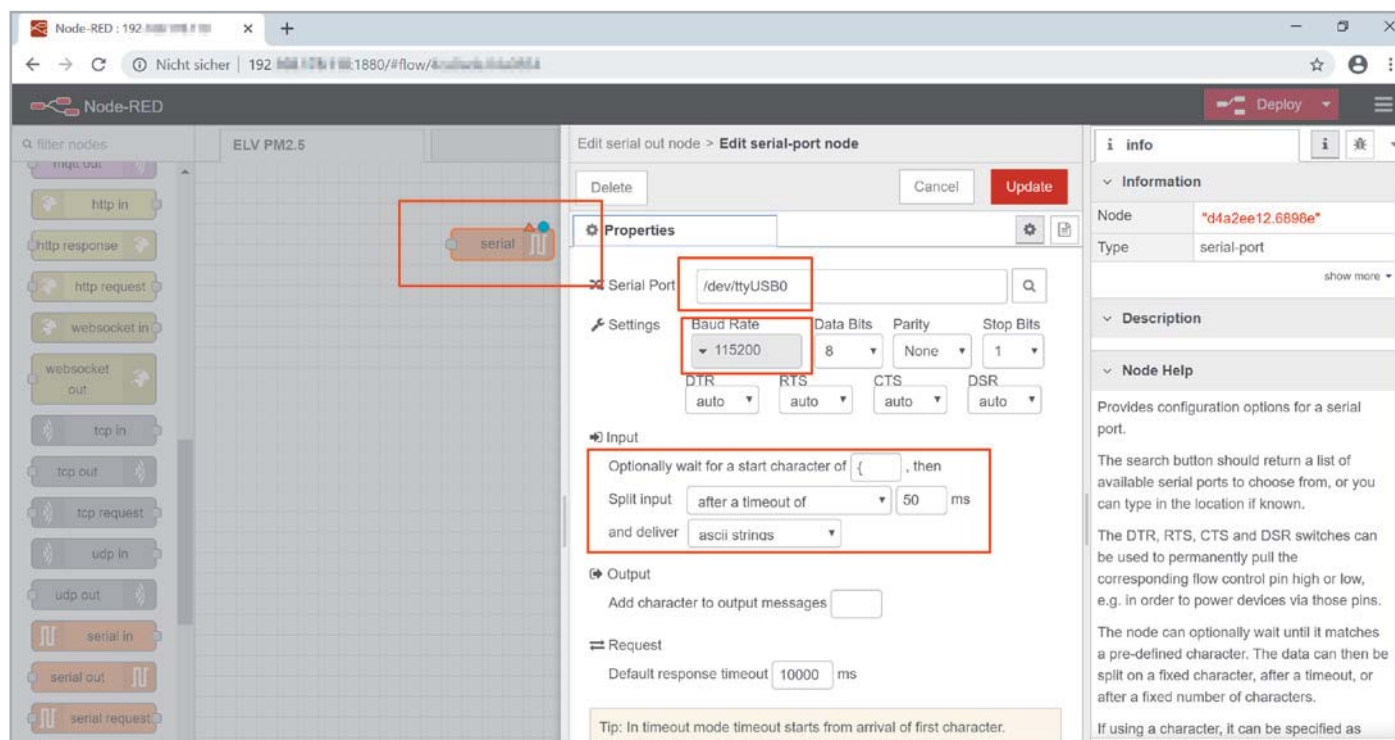 Node-RED : 192
Nicht sicher | 192 :1880/#flow/4
Node-RED
Deploy
filter nodes
ELV PM2.5
mqtt out
http in
http response
http request
websocket in
websocket
out
tcp in
tcp out
tcp request
udp in
udp out
serial in
serial out
serial request
serial
Edit serial out node > Edit serial-port node
Delete
Cancel
Update
Properties
Serial Port
/dev/ttyUSB0
Settings
Baud Rate
Data Bits
Parity
Stop Bits
115200
8
None
1
DTR
RTS
CTS
DSR
auto
auto
auto
auto
Input
Optionally wait for a start character of { , then
Split input after a timeout of 50 ms
and deliver ascii strings
Output
Add character to output messages
Request
Default response timeout 10000 ms
Tip: In timeout mode timeout starts from arrival of first character.
i info
i
Information
Node "d4a2ee12.6898e"
Type serial-port
show more
Description
Node Help
Provides configuration options for a serial
port.
The search button should return a list of
available serial ports to choose from, or you
can type in the location if known.
The DTR, RTS, CTS and DSR switches can
be used to permanently pull the
corresponding flow control pin high or low,
e.g. in order to power devices via those pins.
The node can optionally wait until it matches
a pre-defined character. The data can then be
split on a fixed character, after a timeout, or
after a fixed number of characters.
If using a character, it can be specified as